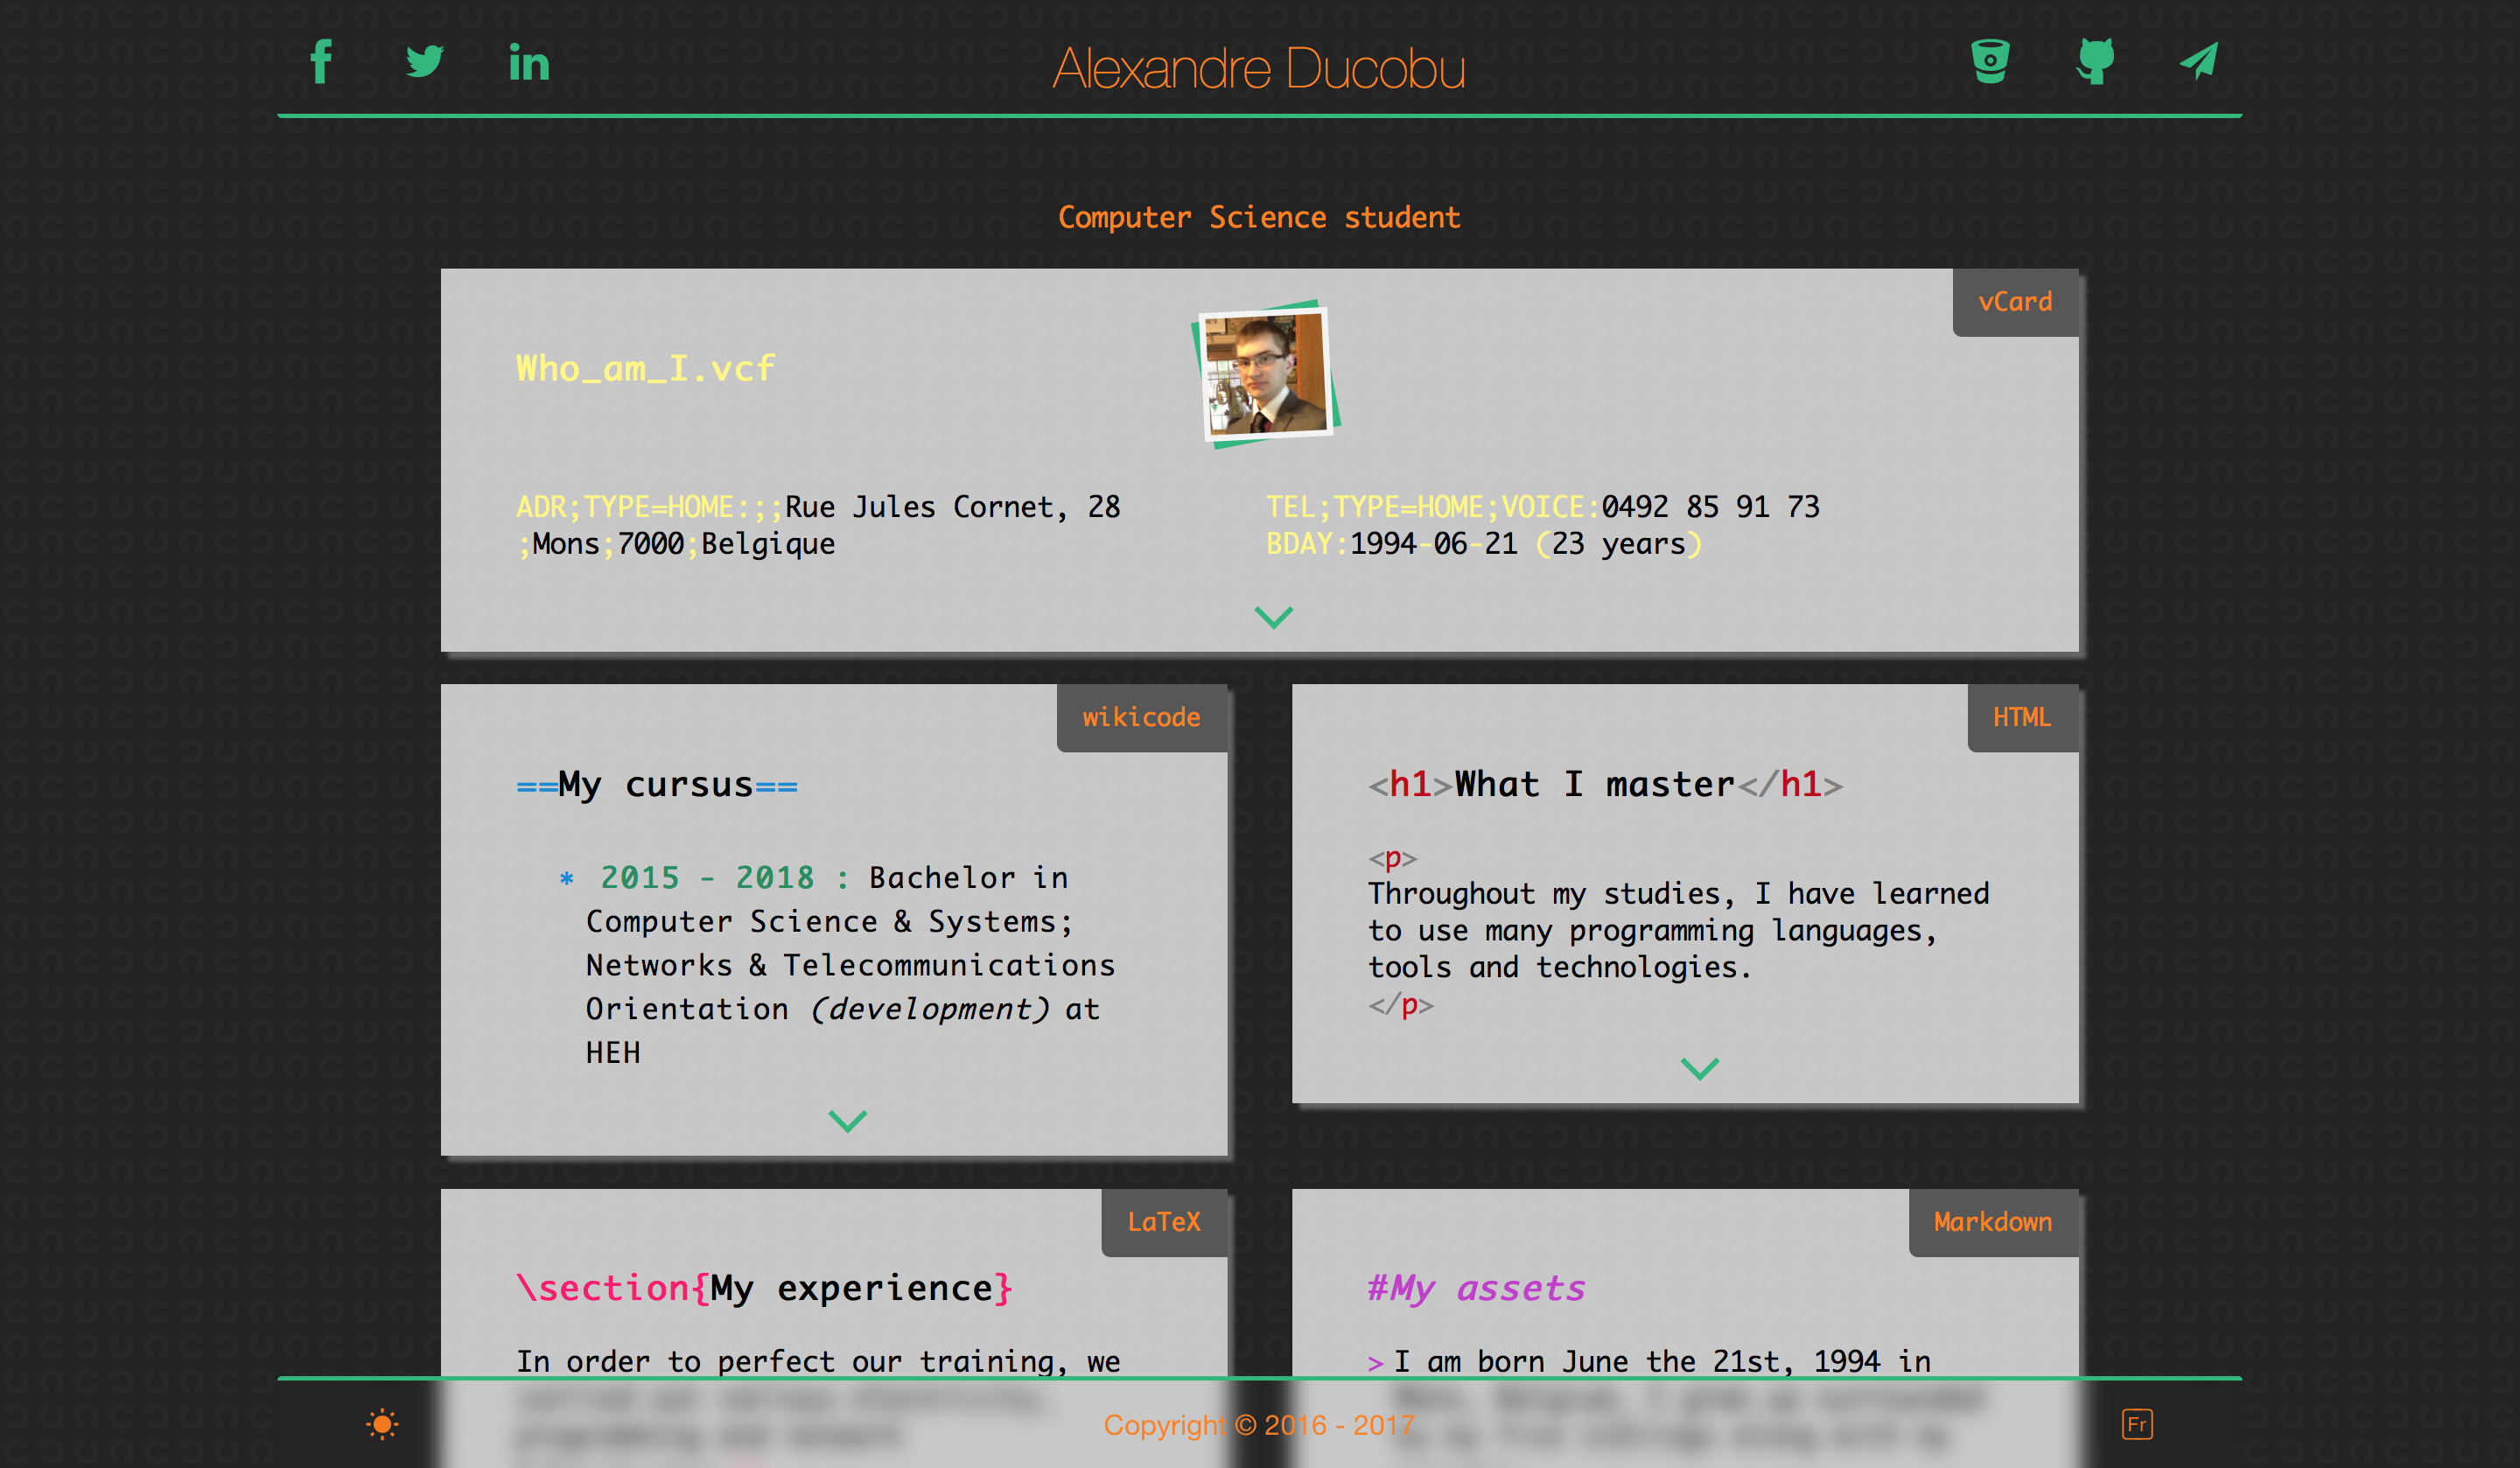 Alexandre Ducobu
Computer Science student
vCard
Who_am_I.vcf
ADR;TYPE=HOME:;;Rue Jules Cornet, 28
;Mons;7000;Belgique
TEL;TYPE=HOME;VOICE:0492 85 91 73
BDAY:1994-06-21 (23 years)
wikicode
==My cursus==
* 2015 - 2018 : Bachelor in
Computer Science & Systems;
Networks & Telecommunications
Orientation (development) at
HEH
HTML
<h1>What I master</h1>
<p>
Throughout my studies, I have learned
to use many programming languages,
tools and technologies.
</p>
LaTeX
\section{My experience}
In order to perfect our training, we
Markdown
#My assets
> I am born June the 21st, 1994 in
Copyright © 2016 - 2017
Fr